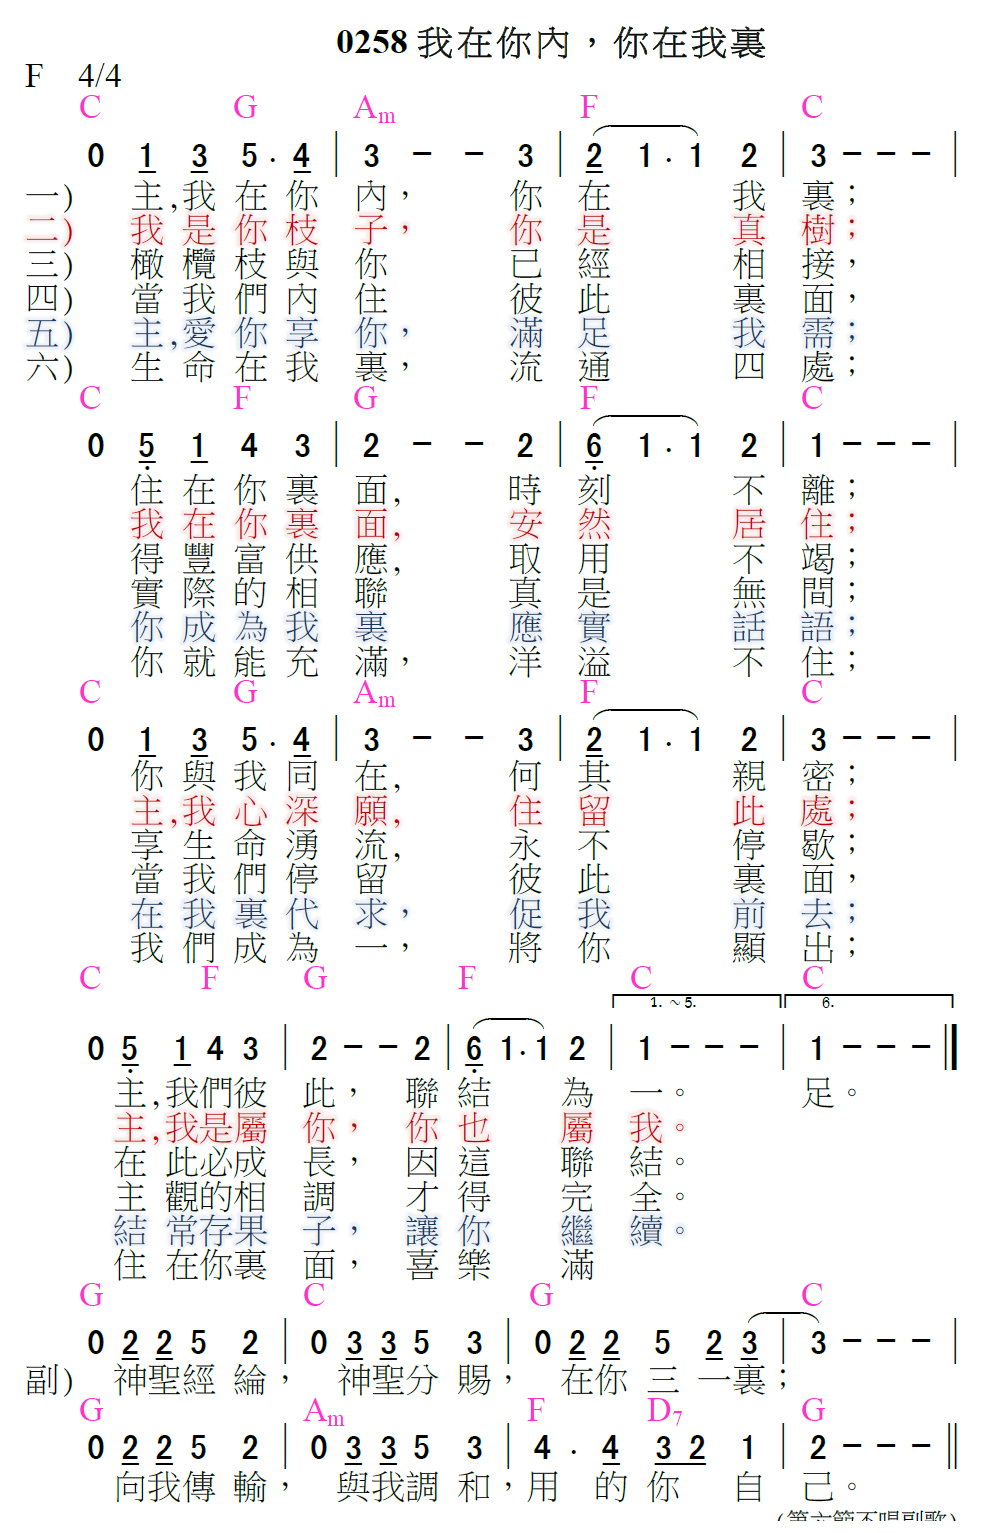 0258 我在你內，你在我裏
F 4/4
C G Am F C
0 1 3 5 · 4 | 3 – – 3 | 2 1 · 1 2 | 3 – – – |
一) 主,我在你內， 你在我裏；
二) 我是你枝子， 你是真樹；
三) 橄欖枝與你 已經相接，
四) 當我們內住 彼此裏面，
五) 主,愛你享你， 滿足我需；
六) 生命在我裏， 流通四處；
C F G F C
0 5 1 4 3 | 2 – – 2 | 6 1 · 1 2 | 1 – – – |
住在你裏面, 時刻不離；
我在你裏面, 安然居住；
得豐富供應, 取用不竭；
實際的相聯 真是無間；
你成為我裏 應實話語；
你就能充滿， 洋溢不住；
C G Am F C
0 1 3 5 · 4 | 3 – – 3 | 2 1 · 1 2 | 3 – – – |
你與我同在, 何其親密；
主,我心深願, 住留此處；
享生命湧流, 永不停歇；
當我們停留 彼此裏面，
在我裏代求， 促我前去；
我們成為一， 將你顯出；
C F G F C C
1.~5. 6.
0 5 1 4 3 | 2 – – 2 | 6 1 · 1 2 | 1 – – – | 1 – – – ||
主,我們彼此， 聯結為一。 足。
主,我是屬你， 你也屬我。
在此必成長， 因這聯結。
主觀的相調 才得完全。
結常存果子， 讓你繼續。
住在你裏面， 喜樂滿
G C G C
0 2 2 5 2 | 0 3 3 5 3 | 0 2 2 5 2 3 | 3 – – – |
副) 神聖經綸， 神聖分賜， 在你三一裏；
G Am F D7 G
0 2 2 5 2 | 0 3 3 5 3 | 4 · 4 3 2 1 | 2 – – – ||
向我傳輸， 與我調和，用的你自己。
(第六節不唱副歌)